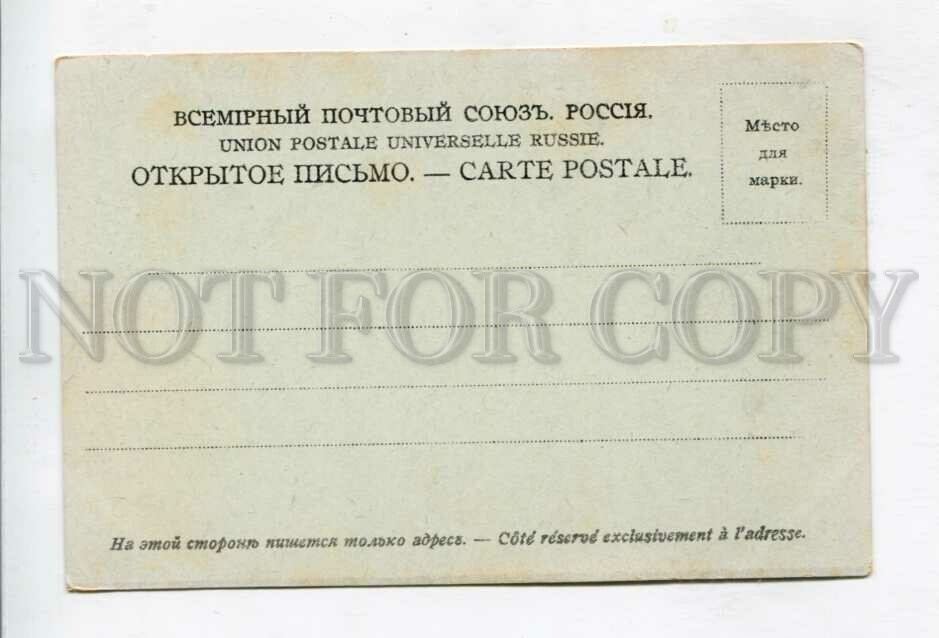 ВСЕМІРНЫЙ ПОЧТОВЫЙ СОЮЗЪ. РОССІЯ.
UNION POSTALE UNIVERSELLE RUSSIE.
ОТКРЫТОЕ ПИСЬМО. — CARTE POSTALE.
Мѣсто
для
марки.
NOT FOR COPY
На этой сторонѣ пишется только адресъ. — Côté réservé exclusivement à l'adresse.